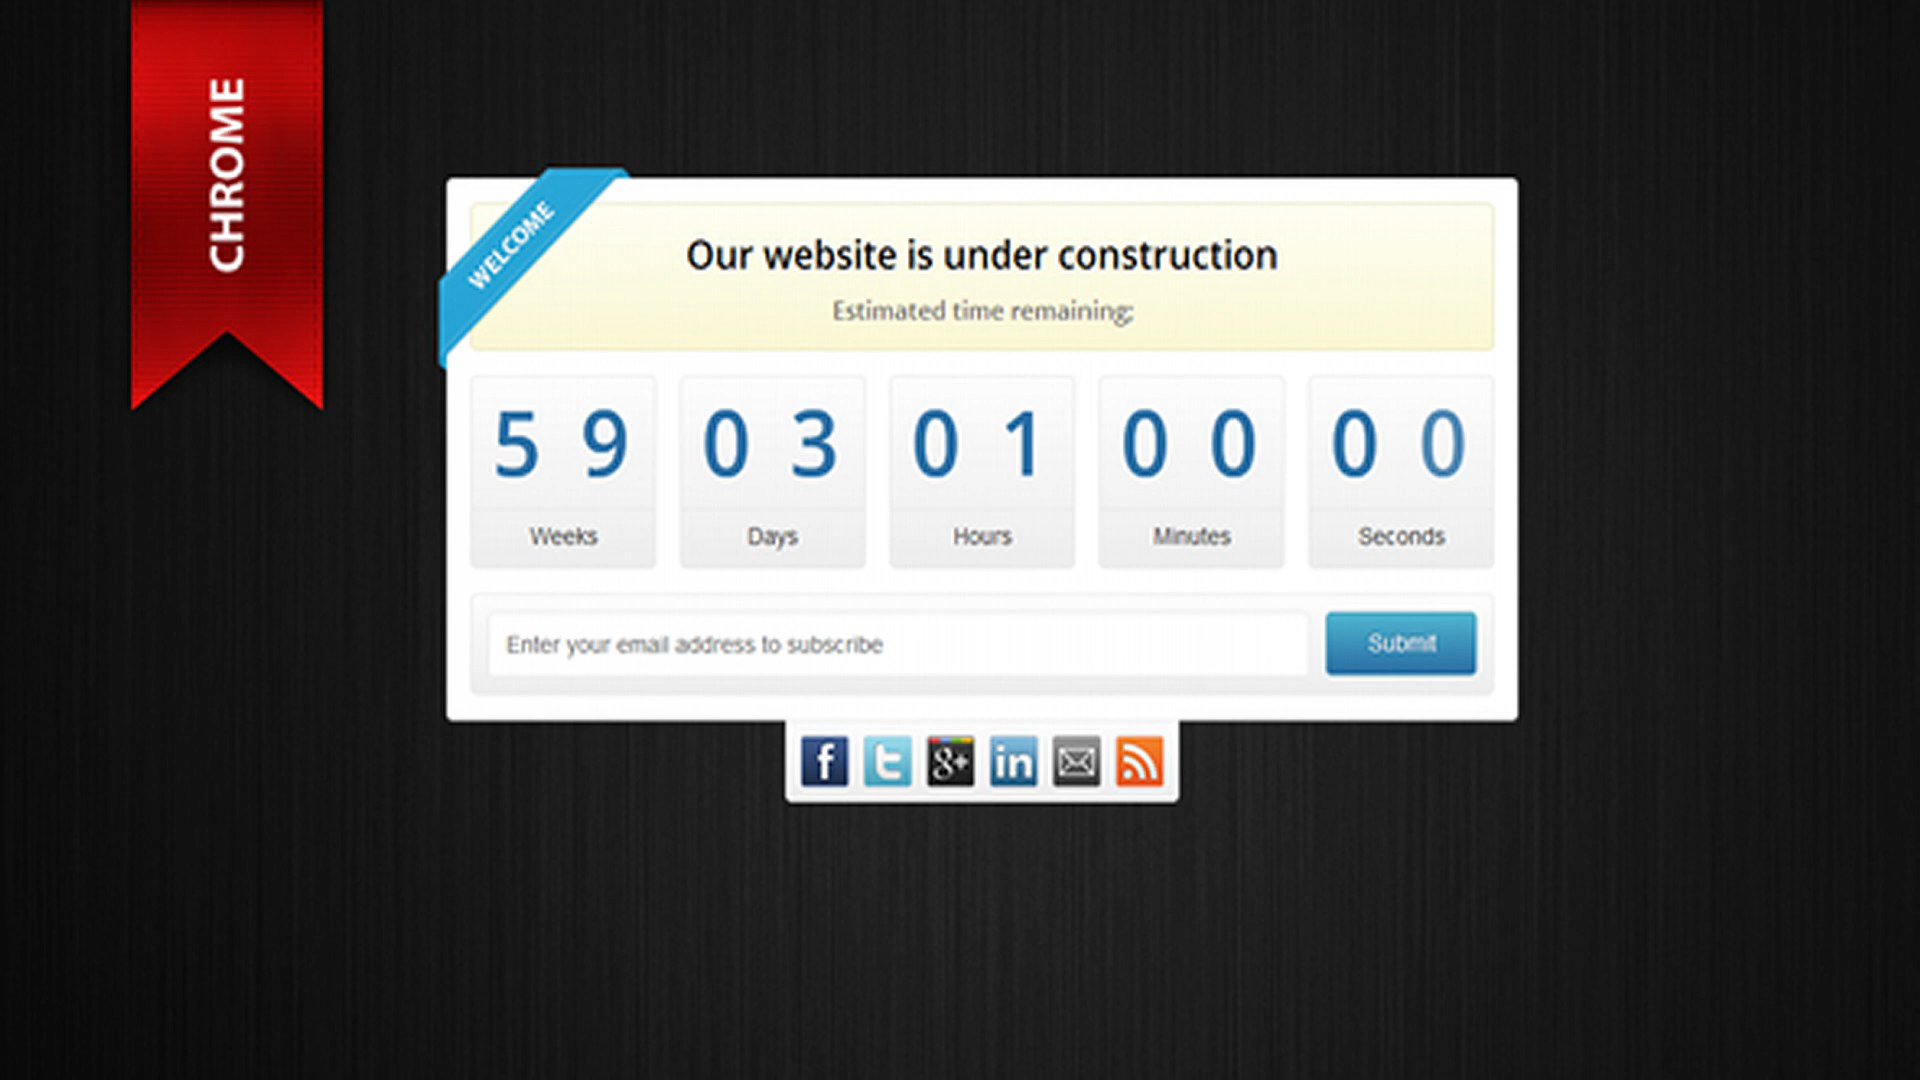 CHROME
WELCOME
Our website is under construction
Estimated time remaining:
5 9 0 3 0 1 0 0 0 0
Weeks Days Hours Minutes Seconds
Enter your email address to subscribe Submit
f t g+ in